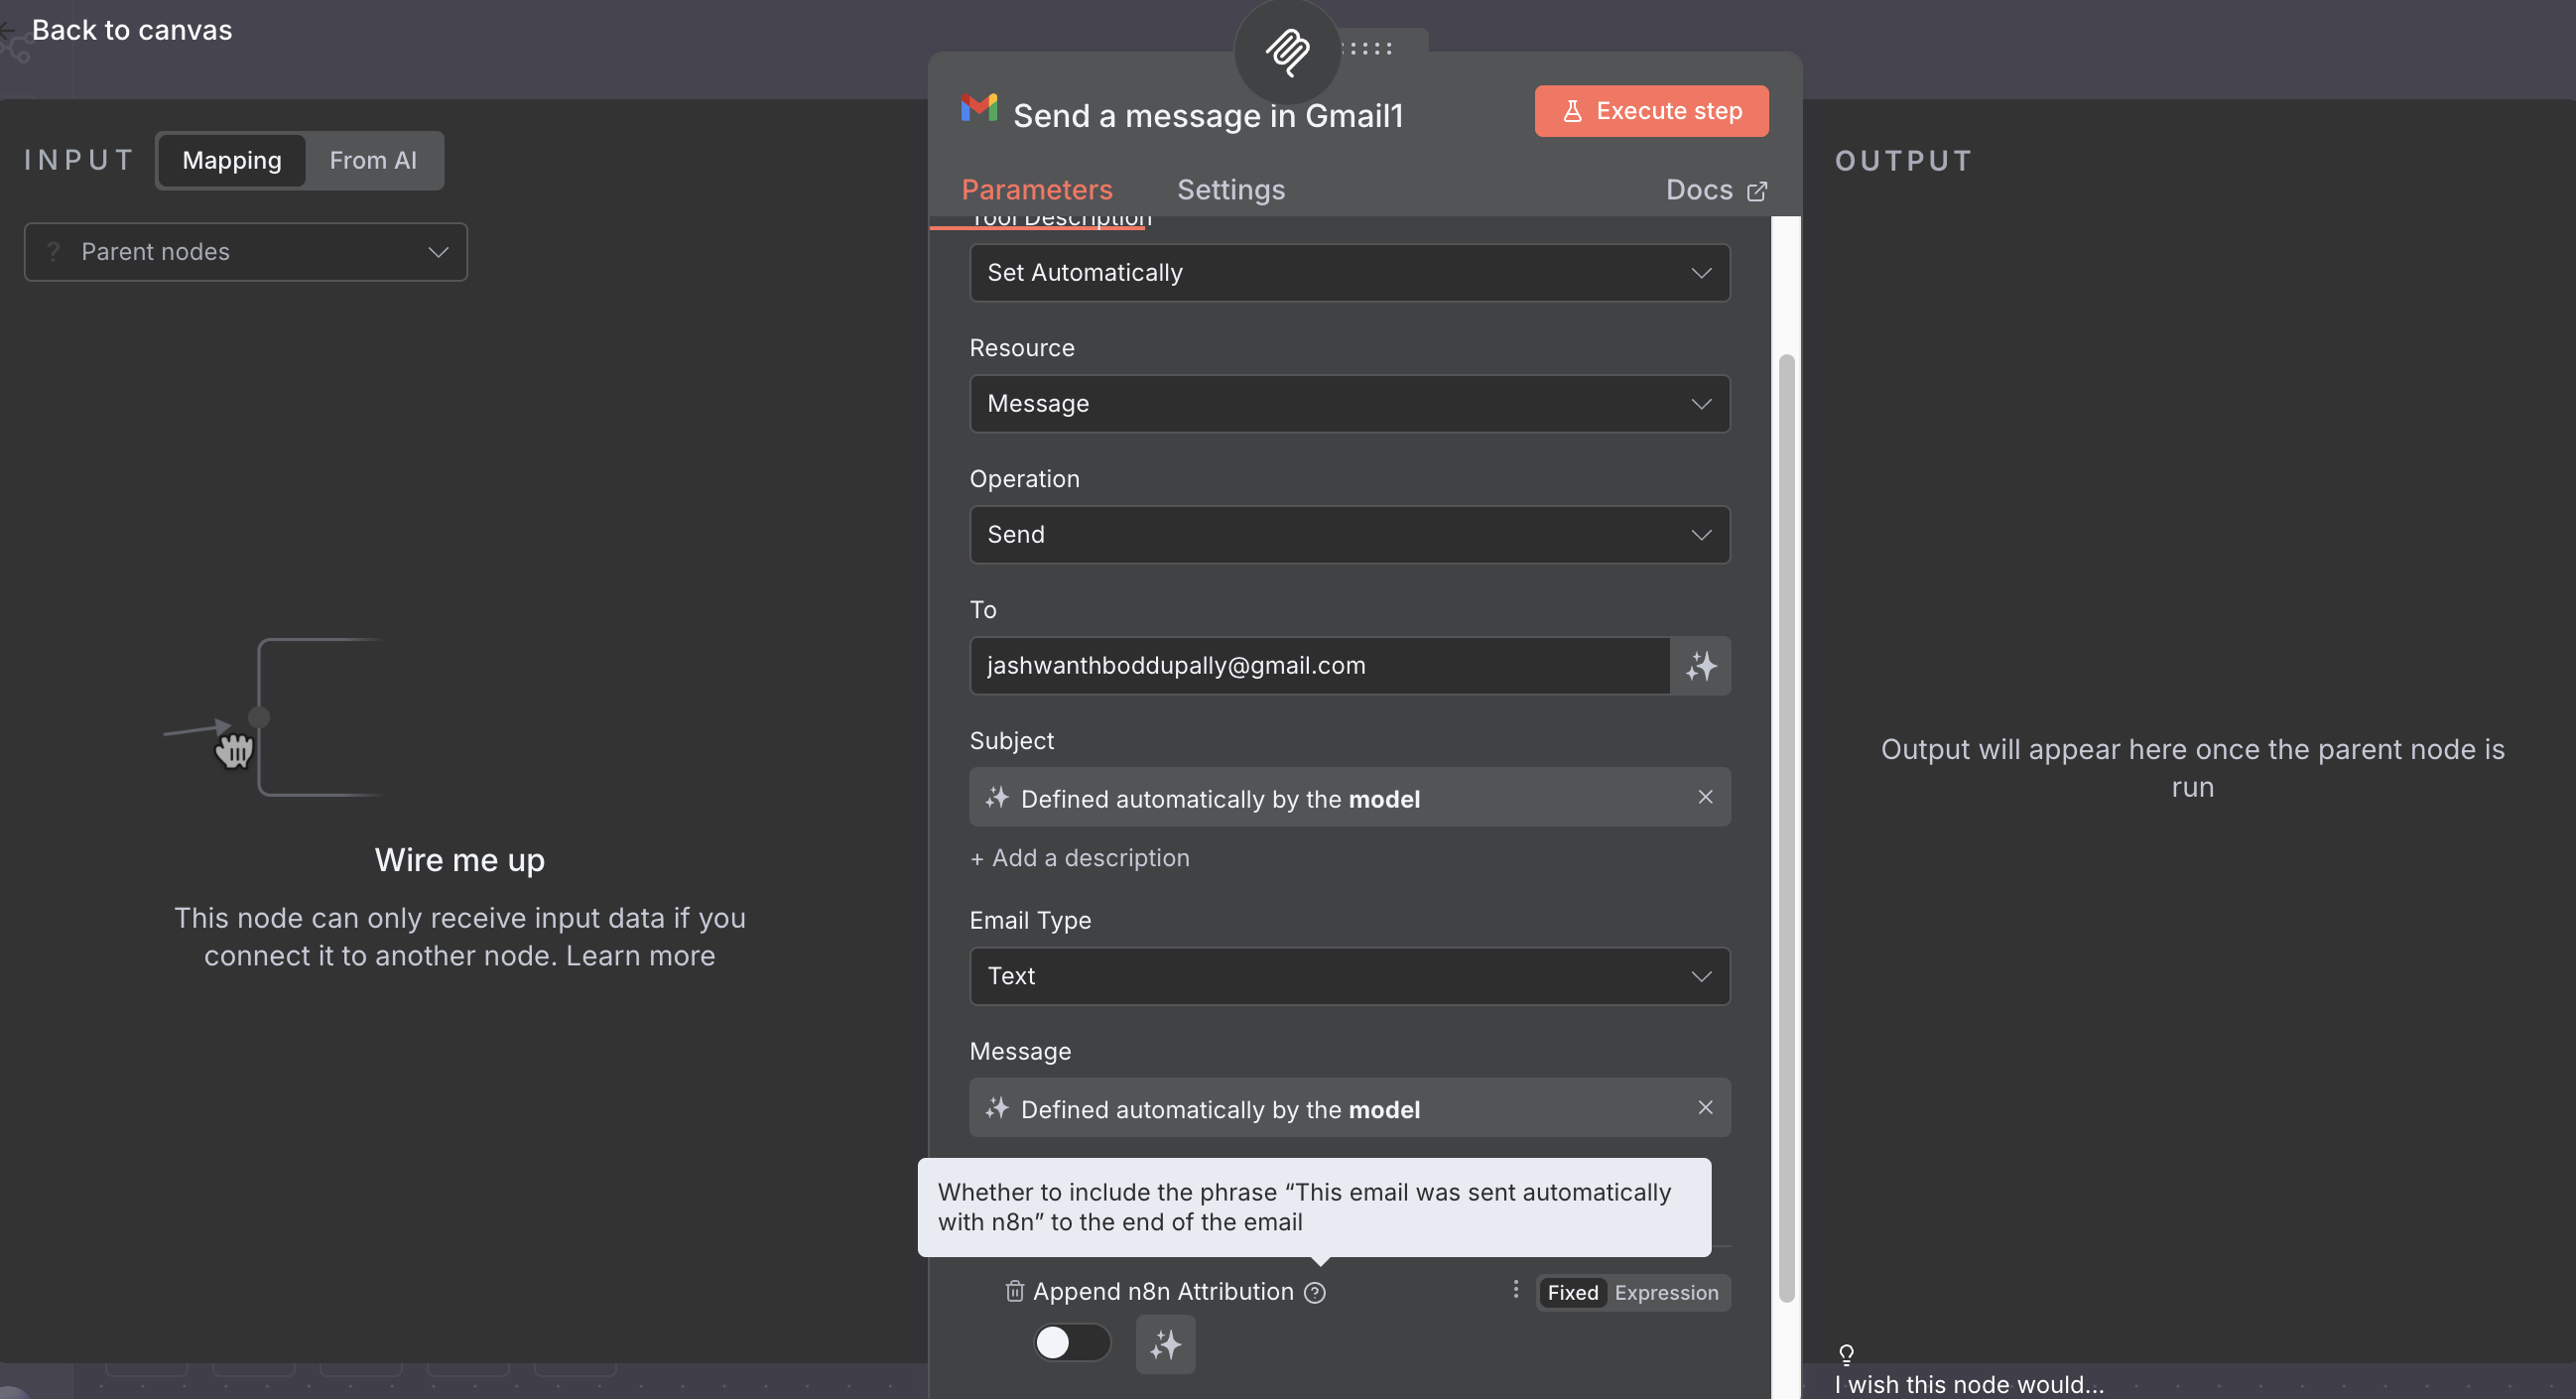 Back to canvas
INPUT
Mapping
From AI
Parent nodes
Wire me up
This node can only receive input data if you
connect it to another node. Learn more
Send a message in Gmail1
Execute step
Parameters
Settings
Docs
Tool Description
Set Automatically
Resource
Message
Operation
Send
To
jashwanthboddupally@gmail.com
Subject
Defined automatically by the model
+ Add a description
Email Type
Text
Message
Defined automatically by the model
Whether to include the phrase “This email was sent automatically
with n8n” to the end of the email
Append n8n Attribution
Fixed
Expression
OUTPUT
Output will appear here once the parent node is
run
I wish this node would...